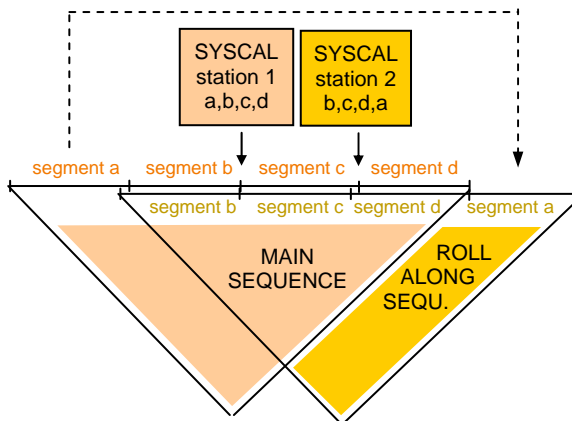 SYSCAL
station 1
a,b,c,d
SYSCAL
station 2
b,c,d,a
segment a segment b segment c segment d
segment b segment c segment d segment a
MAIN
SEQUENCE
ROLL
ALONG
SEQU.